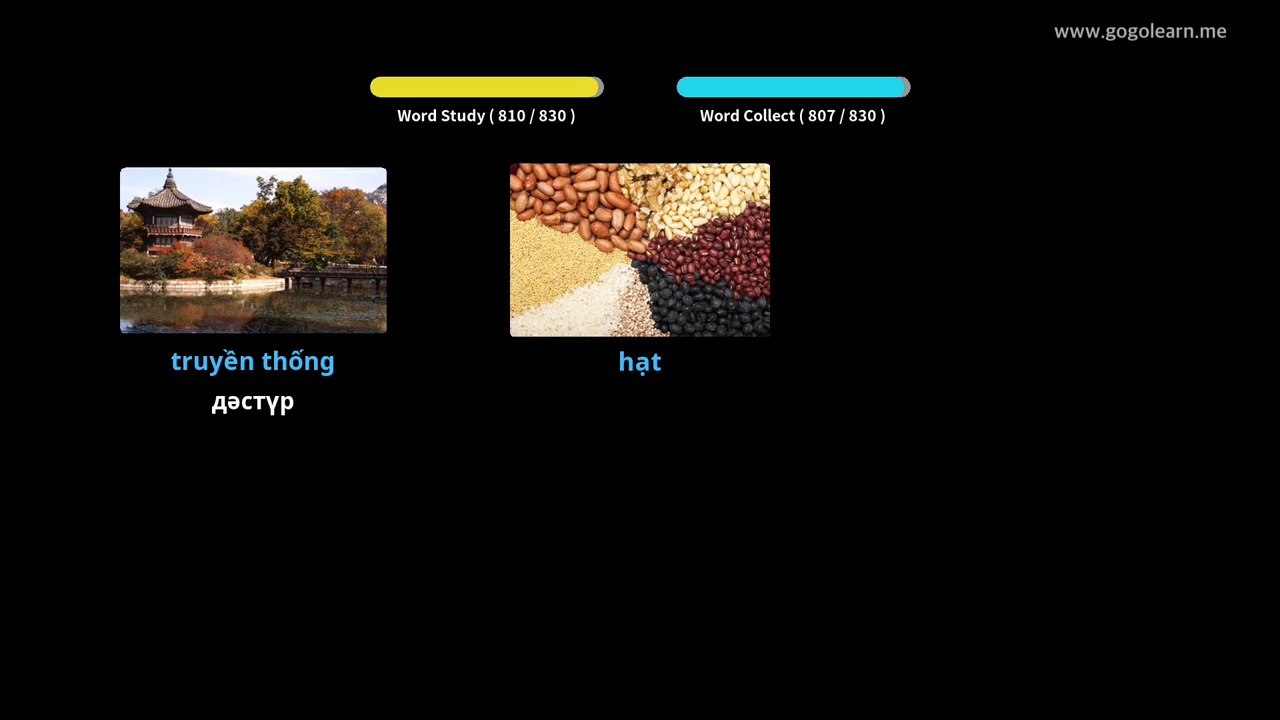 www.gogolearn.me
Word Study ( 810 / 830 )
Word Collect ( 807 / 830 )
truyền thống
дәстүр
hạt